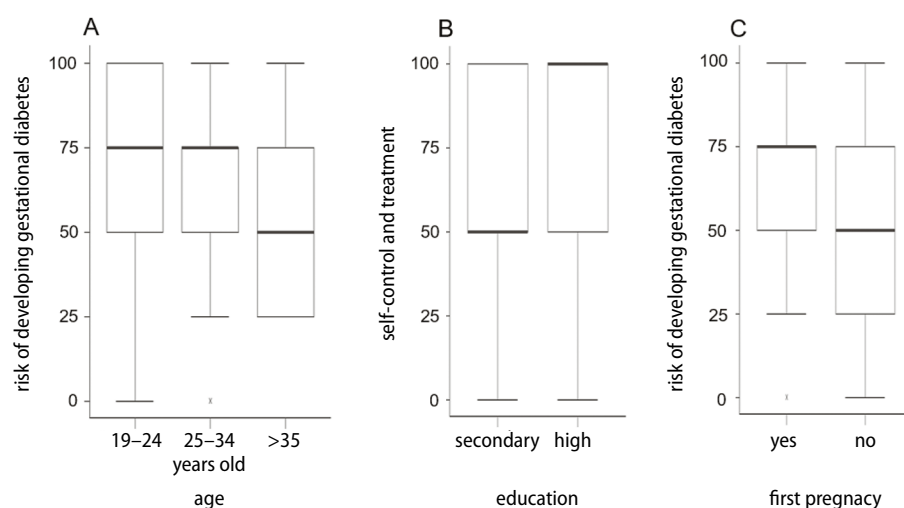 A
risk of developing gestational diabetes
100
75
50
25
0
19–24
25–34
>35
years old
age
B
self-control and treatment
100
75
50
25
0
secondary
high
education
C
risk of developing gestational diabetes
100
75
50
25
0
yes
no
first pregnacy